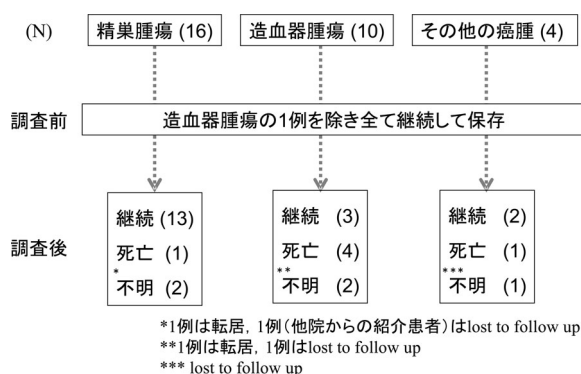 (N) 精巣腫瘍 (16) 造血器腫瘍 (10) その他の癌腫 (4)
調査前 造血器腫瘍の1例を除き全て継続して保存
継続 (13) 継続 (3) 継続 (2)
調査後 死亡 (1) 死亡 (4) 死亡 (1)
*不明 (2) **不明 (2) ***不明 (1)
*1例は転居, 1例(他院からの紹介患者)はlost to follow up
**1例は転居, 1例はlost to follow up
*** lost to follow up